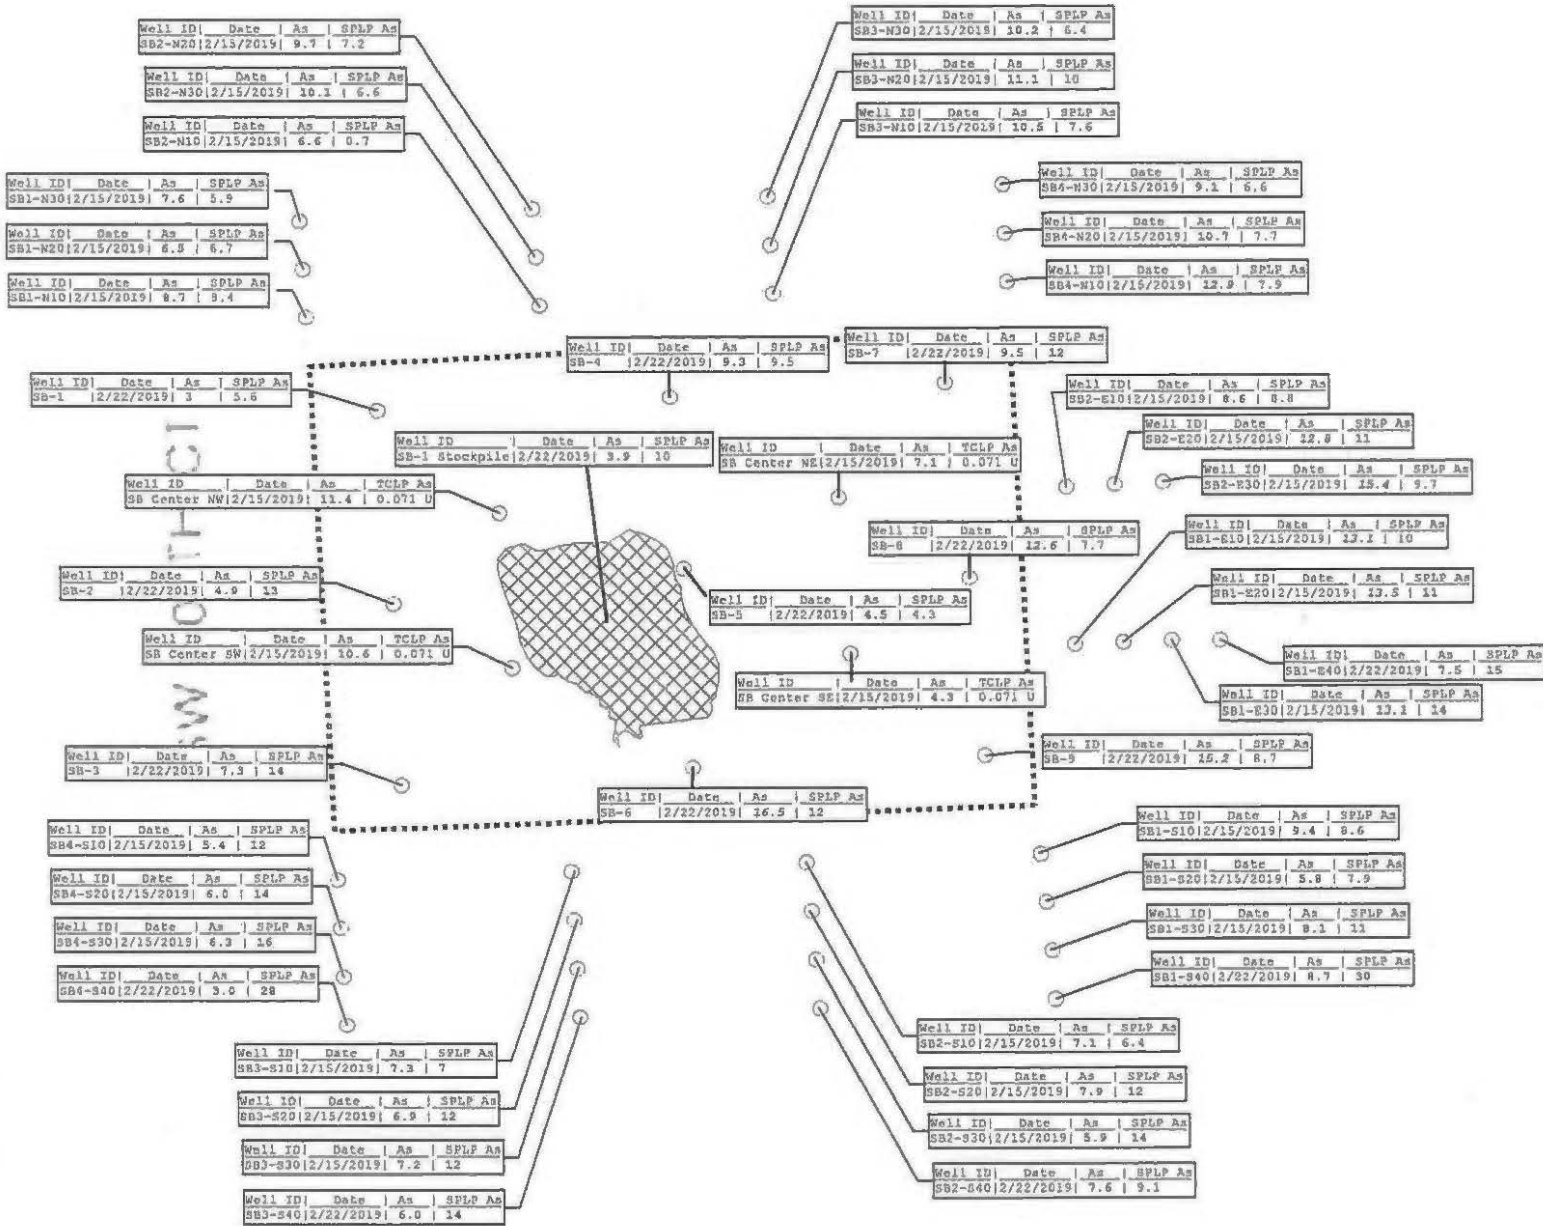 Well ID| Date | As | SPLP As
SB2-N20|2/15/2019| 9.7 | 7.2
Well ID| Date | As | SPLP As
SB2-N30|2/15/2019| 10.1 | 6.6
Well ID| Date | As | SPLP As
SB2-N10|2/15/2019| 6.6 | 0.7
Well ID| Date | As | SPLP As
SB3-N30|2/15/2019| 10.2 | 6.4
Well ID| Date | As | SPLP As
SB3-N20|2/15/2019| 11.1 | 10
Well ID| Date | As | SPLP As
SB3-N10|2/15/2019| 10.5 | 7.6
Well ID| Date | As | SPLP As
SB1-N30|2/15/2019| 7.6 | 5.9
Well ID| Date | As | SPLP As
SB1-N20|2/15/2019| 6.5 | 6.7
Well ID| Date | As | SPLP As
SB1-N10|2/15/2019| 8.7 | 9.4
Well ID| Date | As | SPLP As
SB4-N30|2/15/2019| 9.1 | 6.6
Well ID| Date | As | SPLP As
SB4-N20|2/15/2019| 10.7 | 7.7
Well ID| Date | As | SPLP As
SB4-N10|2/15/2019| 12.9 | 7.9
Well ID| Date | As | SPLP As
SB-4 |2/22/2019| 9.3 | 9.5
Well ID| Date | As | SPLP As
SB-7 |2/22/2019| 9.5 | 12
Well ID| Date | As | SPLP As
SB-1 |2/22/2019| 3 | 5.6
Well ID| Date | As | SPLP As
SB2-E10|2/15/2019| 8.6 | 8.8
Well ID| Date | As | SPLP As
SB2-E20|2/15/2019| 12.8 | 11
Well ID| Date | As | SPLP As
SB2-E30|2/15/2019| 15.4 | 9.7
Well ID | Date | As | SPLP As
SB-1 Stockpile|2/22/2019| 3.9 | 10
Well ID | Date | As | TCLP As
SB Center NE|2/15/2019| 7.1 | 0.071 U
Well ID | Date | As | TCLP As
SB Center NW|2/15/2019| 11.4 | 0.071 U
Well ID| Date | As | SPLP As
SB-8 |2/22/2019| 12.6 | 7.7
Well ID| Date | As | SPLP As
SB1-E10|2/15/2019| 13.1 | 10
Well ID| Date | As | SPLP As
SB-2 |2/22/2019| 4.9 | 13
Well ID| Date | As | SPLP As
SB-5 |2/22/2019| 4.5 | 4.3
Well ID| Date | As | SPLP As
SB1-E20|2/15/2019| 13.5 | 11
Well ID | Date | As | TCLP As
SB Center SW|2/15/2019| 10.6 | 0.071 U
Well ID| Date | As | SPLP As
SB1-E40|2/22/2019| 7.5 | 15
Well ID | Date | As | TCLP As
SB Center SE|2/15/2019| 4.3 | 0.071 U
Well ID| Date | As | SPLP As
SB1-E30|2/15/2019| 13.1 | 14
Well ID| Date | As | SPLP As
SB-3 |2/22/2019| 7.3 | 14
Well ID| Date | As | SPLP As
SB-9 |2/22/2019| 15.2 | 8.7
Well ID| Date | As | SPLP As
SB-6 |2/22/2019| 16.5 | 12
Well ID| Date | As | SPLP As
SB4-S10|2/15/2019| 5.4 | 12
Well ID| Date | As | SPLP As
SB4-S20|2/15/2019| 6.0 | 14
Well ID| Date | As | SPLP As
SB4-S30|2/15/2019| 6.3 | 16
Well ID| Date | As | SPLP As
SB4-S40|2/22/2019| 3.0 | 28
Well ID| Date | As | SPLP As
SB1-S10|2/15/2019| 9.4 | 8.6
Well ID| Date | As | SPLP As
SB1-S20|2/15/2019| 5.8 | 7.9
Well ID| Date | As | SPLP As
SB1-S30|2/15/2019| 8.1 | 11
Well ID| Date | As | SPLP As
SB1-S40|2/22/2019| 8.7 | 30
Well ID| Date | As | SPLP As
SB3-S10|2/15/2019| 7.3 | 7
Well ID| Date | As | SPLP As
SB3-S20|2/15/2019| 6.9 | 12
Well ID| Date | As | SPLP As
SB3-S30|2/15/2019| 7.2 | 12
Well ID| Date | As | SPLP As
SB3-S40|2/22/2019| 6.0 | 14
Well ID| Date | As | SPLP As
SB2-S10|2/15/2019| 7.1 | 6.4
Well ID| Date | As | SPLP As
SB2-S20|2/15/2019| 7.9 | 12
Well ID| Date | As | SPLP As
SB2-S30|2/15/2019| 5.9 | 14
Well ID| Date | As | SPLP As
SB2-S40|2/22/2019| 7.6 | 9.1